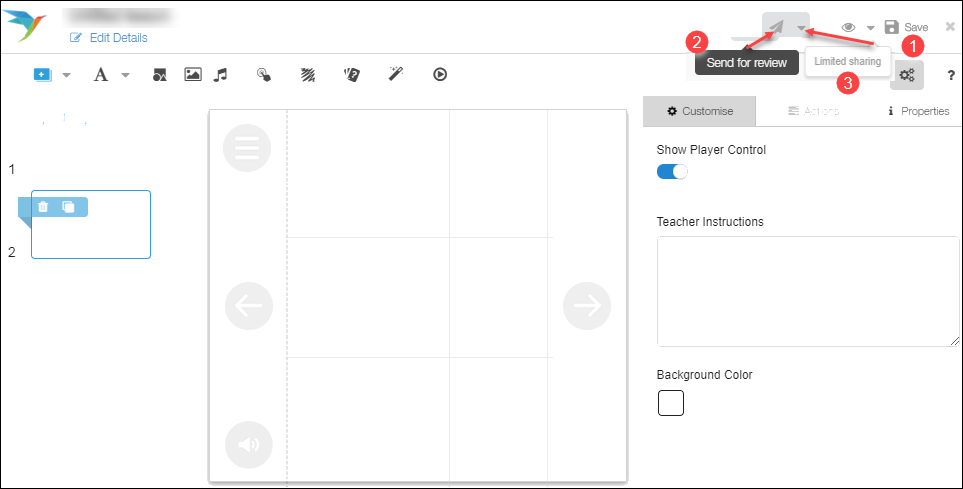 Edit Details
Save
2
1
Send for review
Limited sharing
3
A
?
Customise
Actions
i Properties
Show Player Control
1
Teacher Instructions
2
Background Color